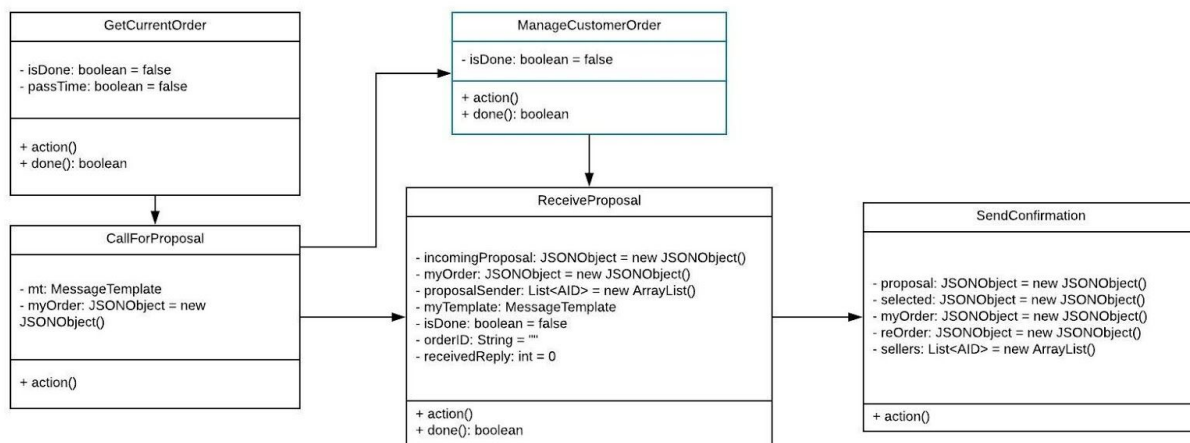 GetCurrentOrder
- isDone: boolean = false
- passTime: boolean = false
+ action()
+ done(): boolean
ManageCustomerOrder
- isDone: boolean = false
+ action()
+ done(): boolean
CallForProposal
- mt: MessageTemplate
- myOrder: JSONObject = new
JSONObject()
+ action()
ReceiveProposal
- incomingProposal: JSONObject = new JSONObject()
- myOrder: JSONObject = new JSONObject()
- proposalSender: List<AID> = new ArrayList()
- myTemplate: MessageTemplate
- isDone: boolean = false
- orderID: String = ""
- receivedReply: int = 0
+ action()
+ done(): boolean
SendConfirmation
- proposal: JSONObject = new JSONObject()
- selected: JSONObject = new JSONObject()
- myOrder: JSONObject = new JSONObject()
- reOrder: JSONObject = new JSONObject()
- sellers: List<AID> = new ArrayList()
+ action()